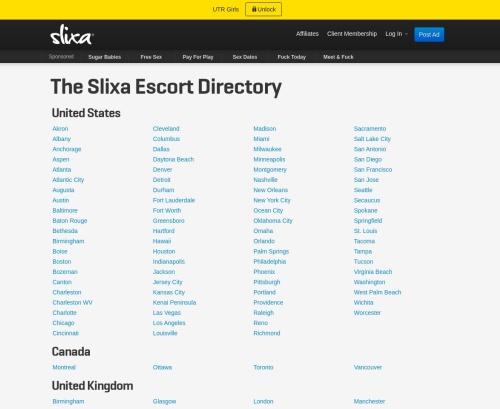 UTR Girls Unlock
slixa
Affiliates Client Membership Log In Post Ad
Sponsored Sugar Babies Free Sex Pay For Play Sex Dates Fuck Today Meet & Fuck
The Slixa Escort Directory
United States
Akron Cleveland Madison Sacramento
Albany Columbus Miami Salt Lake City
Anchorage Dallas Milwaukee San Antonio
Aspen Daytona Beach Minneapolis San Diego
Atlanta Denver Montgomery San Francisco
Atlantic City Detroit Nashville San Jose
Augusta Durham New Orleans Seattle
Austin Fort Lauderdale New York City Secaucus
Baltimore Fort Worth Ocean City Spokane
Baton Rouge Greensboro Oklahoma City Springfield
Bethesda Hartford Omaha St. Louis
Birmingham Hawaii Orlando Tacoma
Boise Houston Palm Springs Tampa
Boston Indianapolis Philadelphia Tucson
Bozeman Jackson Phoenix Virginia Beach
Canton Jersey City Pittsburg Washington
Charleston Kansas City Portland West Palm Beach
Charleston WV Kenai Peninsula Providence Wichita
Charlotte Las Vegas Raleigh Worcester
Chicago Los Angeles Reno
Cincinnati Louisville Richmond
Canada
Montreal Ottawa Toronto Vancouver
United Kingdom
Birmingham Glasgow London Manchester